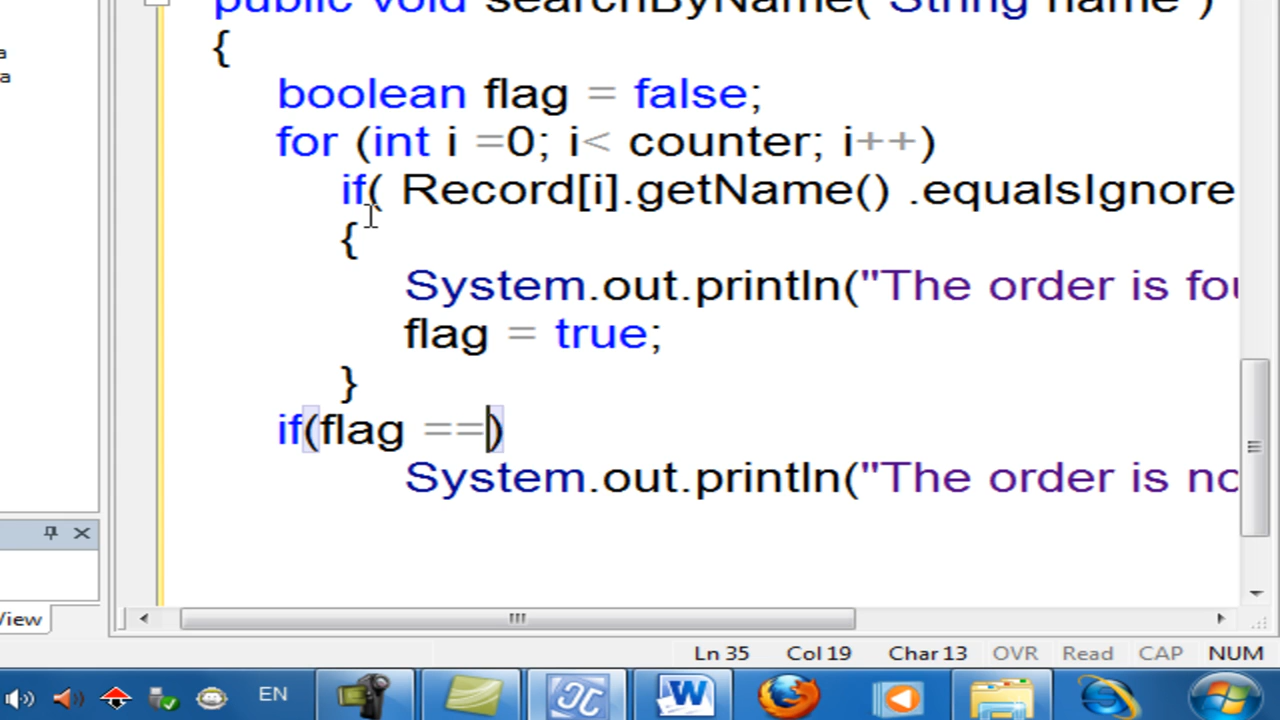 public void searchByName( String name )
{
boolean flag = false;
for (int i =0; i< counter; i++)
if( Record[i].getName() .equalsIgnore
{
System.out.println("The order is fou
flag = true;
}
if(flag ==)
System.out.println("The order is no
a
a
View
Ln 35 Col 19 Char 13 OVR Read CAP NUM
EN